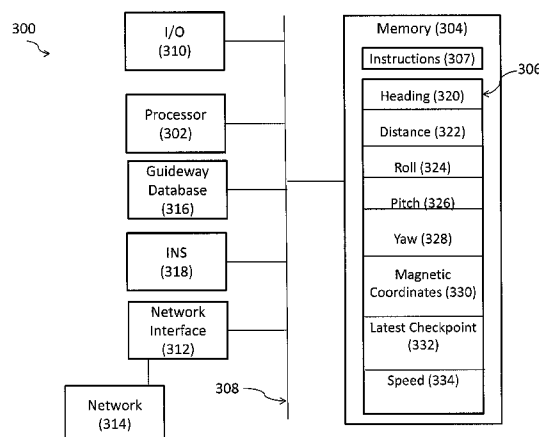 300
I/O
(310)
Processor
(302)
Guideway
Database
(316)
INS
(318)
Network
Interface
(312)
Network
(314)
308
Memory (304)
Instructions (307)
306
Heading (320)
Distance (322)
Roll (324)
Pitch (326)
Yaw (328)
Magnetic
Coordinates (330)
Latest Checkpoint
(332)
Speed (334)